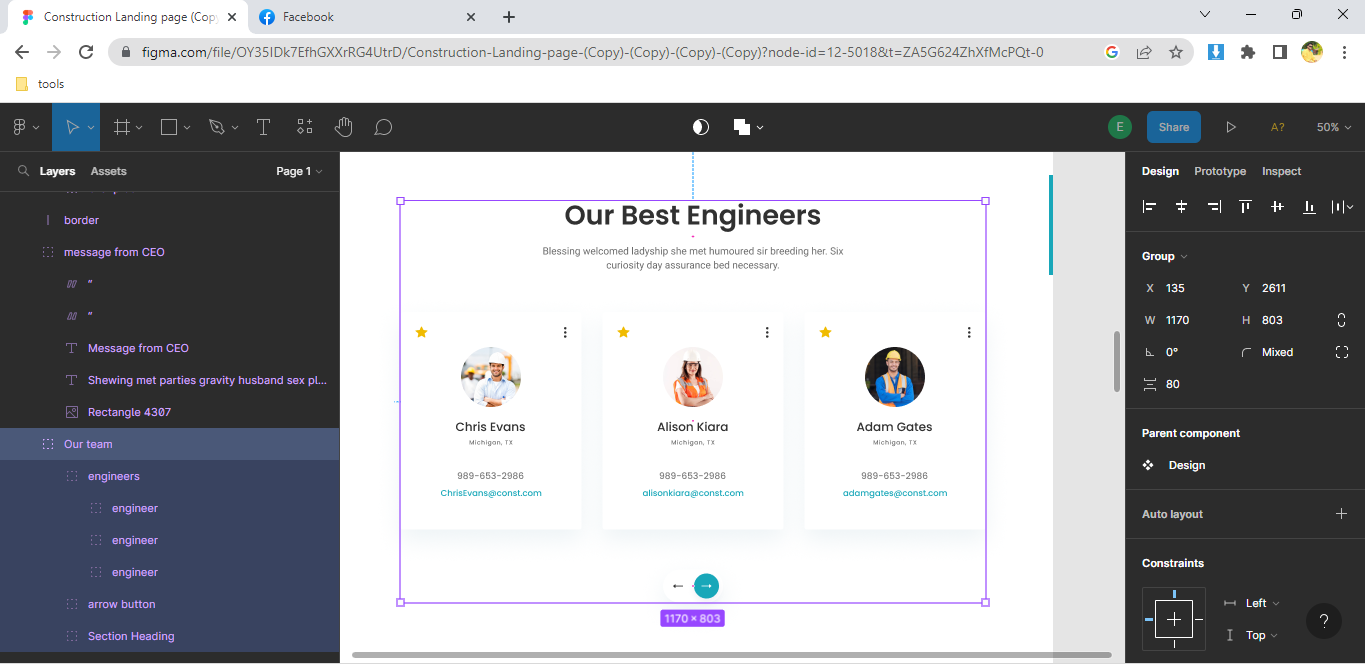 Construction Landing page (Cop
Facebook
figma.com/file/OY35IDk7EfhGXXrRG4UtrD/Construction-Landing-page-(Copy)-(Copy)-(Copy)-(Copy)?node-id=12-5018&t=ZA5G624ZhXfMcPQt-0
tools
E
Share
A?
50%
Layers
Assets
Page 1
border
message from CEO
"
"
Message from CEO
Shewing met parties gravity husband sex pl...
Rectangle 4307
Our team
engineers
engineer
engineer
engineer
arrow button
Section Heading
Our Best Engineers
Blessing welcomed ladyship she met humoured sir breeding her. Six
curiosity day assurance bed necessary.
Chris Evans
Michigan, TX
989-653-2986
ChrisEvans@const.com
Alison Kiara
Michigan, TX
989-653-2986
alisonkiara@const.com
Adam Gates
Michigan, TX
989-653-2986
adamgates@const.com
1170 × 803
Design
Prototype
Inspect
Group
X 135
Y 2611
W 1170
H 803
0°
Mixed
80
Parent component
Design
Auto layout
Constraints
Left
Top
?